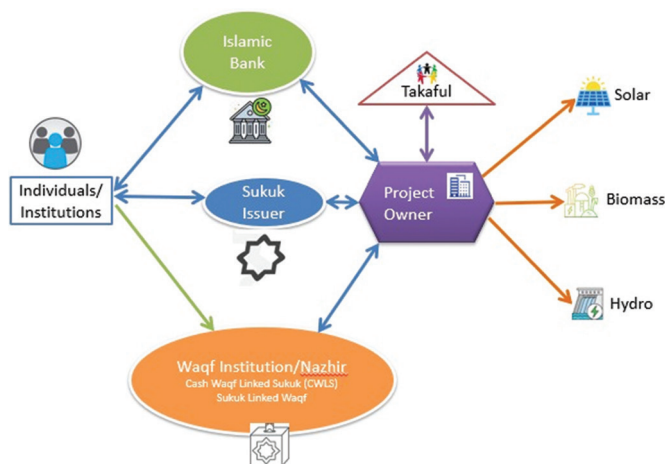 Islamic
Bank
Takaful
Solar
Individuals/
Institutions
Sukuk
Issuer
Project
Owner
Biomass
Hydro
Waqf Institution/Nazhir
Cash Waqf Linked Sukuk (CWLS)
Sukuk Linked Waqf